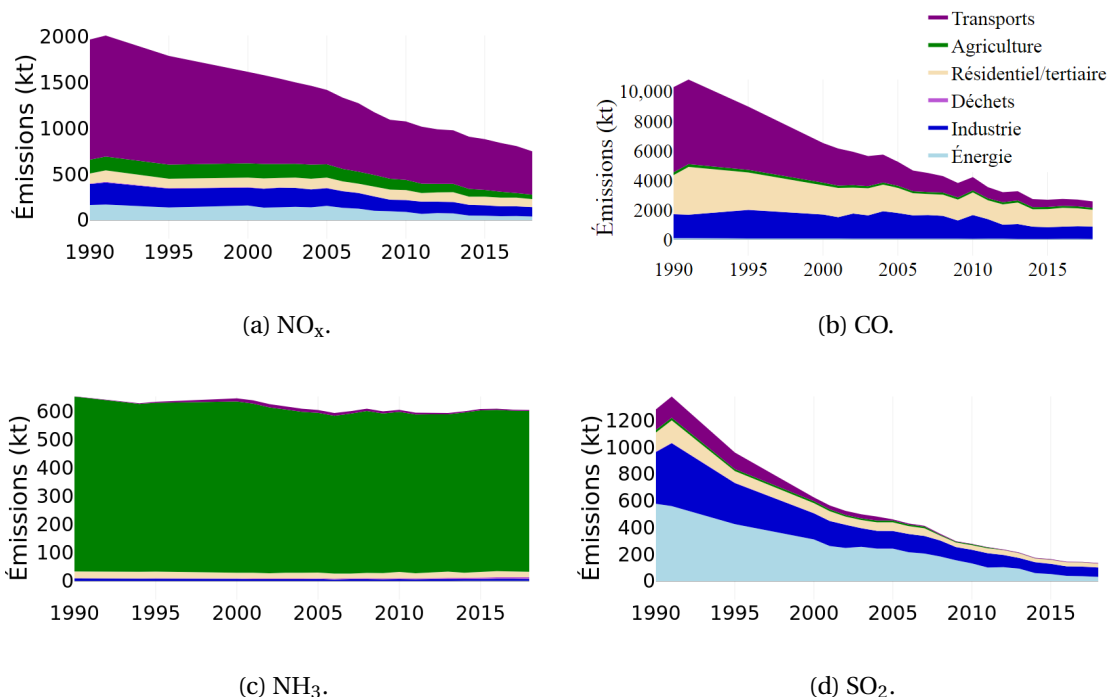 Transports
Agriculture
Résidentiel/tertiaire
Déchets
Industrie
Énergie
Émissions (kt)
2000
1500
1000
500
0
1990 1995 2000 2005 2010 2015
(a) NOx.
Émissions (kt)
10,000
8000
6000
4000
2000
0
1990 1995 2000 2005 2010 2015
(b) CO.
Émissions (kt)
600
500
400
300
200
100
0
1990 1995 2000 2005 2010 2015
(c) NH3.
Émissions (kt)
1200
1000
800
600
400
200
0
1990 1995 2000 2005 2010 2015
(d) SO2.